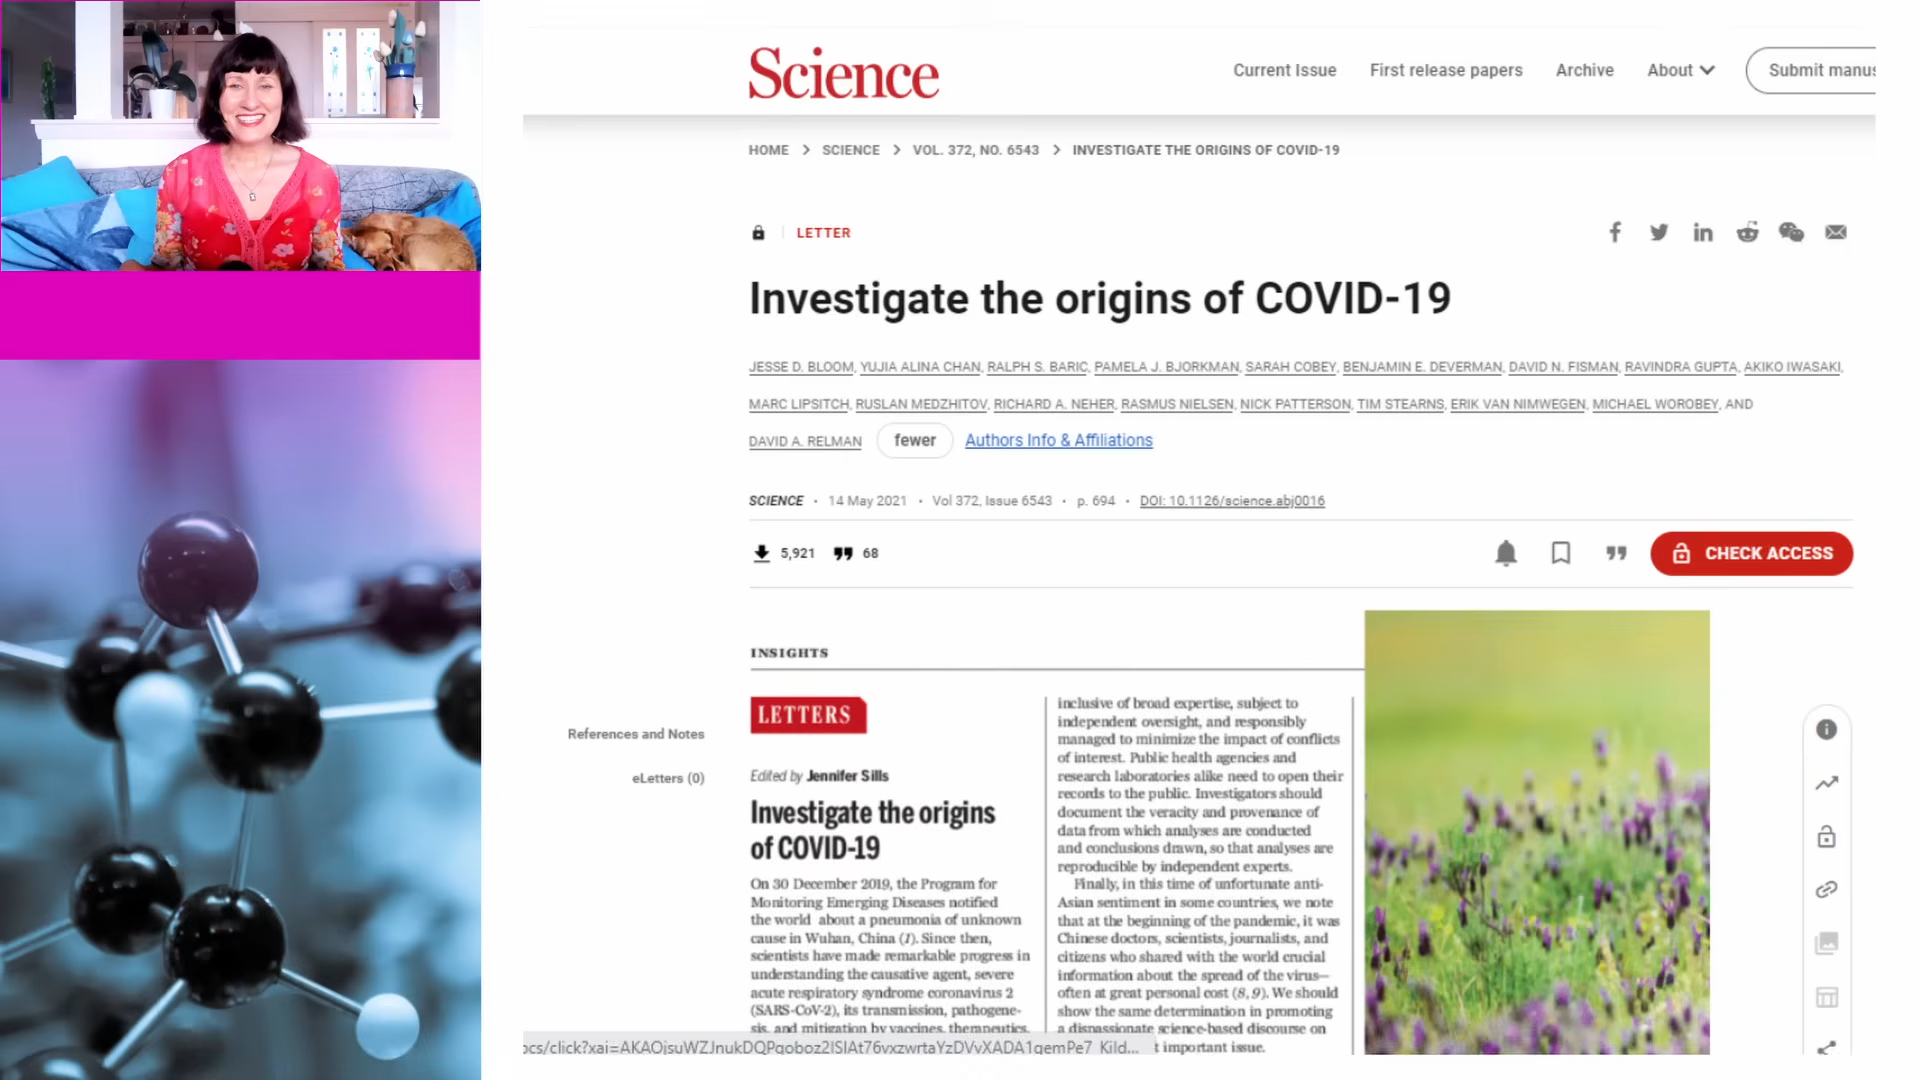 Science
Current Issue
First release papers
Archive
About
Submit manus
HOME > SCIENCE > VOL. 372, NO. 6543 > INVESTIGATE THE ORIGINS OF COVID-19
LETTER
Investigate the origins of COVID-19
JESSE D. BLOOM, YUJIA ALINA CHAN, RALPH S. BARIC, PAMELA J. BJORKMAN, SARAH COBEY, BENJAMIN E. DEVERMAN, DAVID N. FISMAN, RAVINDRA GUPTA, AKIKO IWASAKI,
MARC LIPSITCH, RUSLAN MEDZHITOV, RICHARD A. NEHER, RASMUS NIELSEN, NICK PATTERSON, TIM STEARNS, ERIK VAN NIMWEGEN, MICHAEL WOROBEY, AND
DAVID A. RELMAN fewer Authors Info & Affiliations
SCIENCE · 14 May 2021 · Vol 372, Issue 6543 · p. 694 · DOI: 10.1126/science.abj0016
5,921 68
CHECK ACCESS
References and Notes
eLetters (0)
INSIGHTS
LETTERS
Edited by Jennifer Sills
Investigate the origins
of COVID-19
On 30 December 2019, the Program for
Monitoring Emerging Diseases notified
the world about a pneumonia of unknown
cause in Wuhan, China (1). Since then,
scientists have made remarkable progress in
understanding the causative agent, severe
acute respiratory syndrome coronavirus 2
(SARS-CoV-2), its transmission, pathogene-
sis, and mitigation by vaccines, therapeutics,
inclusive of broad expertise, subject to
independent oversight, and responsibly
managed to minimize the impact of conflicts
of interest. Public health agencies and
research laboratories alike need to open their
records to the public. Investigators should
document the veracity and provenance of
data from which analyses are conducted
and conclusions drawn, so that analyses are
reproducible by independent experts.
Finally, in this time of unfortunate anti-
Asian sentiment in some countries, we note
that at the beginning of the pandemic, it was
Chinese doctors, scientists, journalists, and
citizens who shared with the world crucial
information about the spread of the virus—
often at great personal cost (8, 9). We should
show the same determination in promoting
a dispassionate science-based discourse on
t important issue.